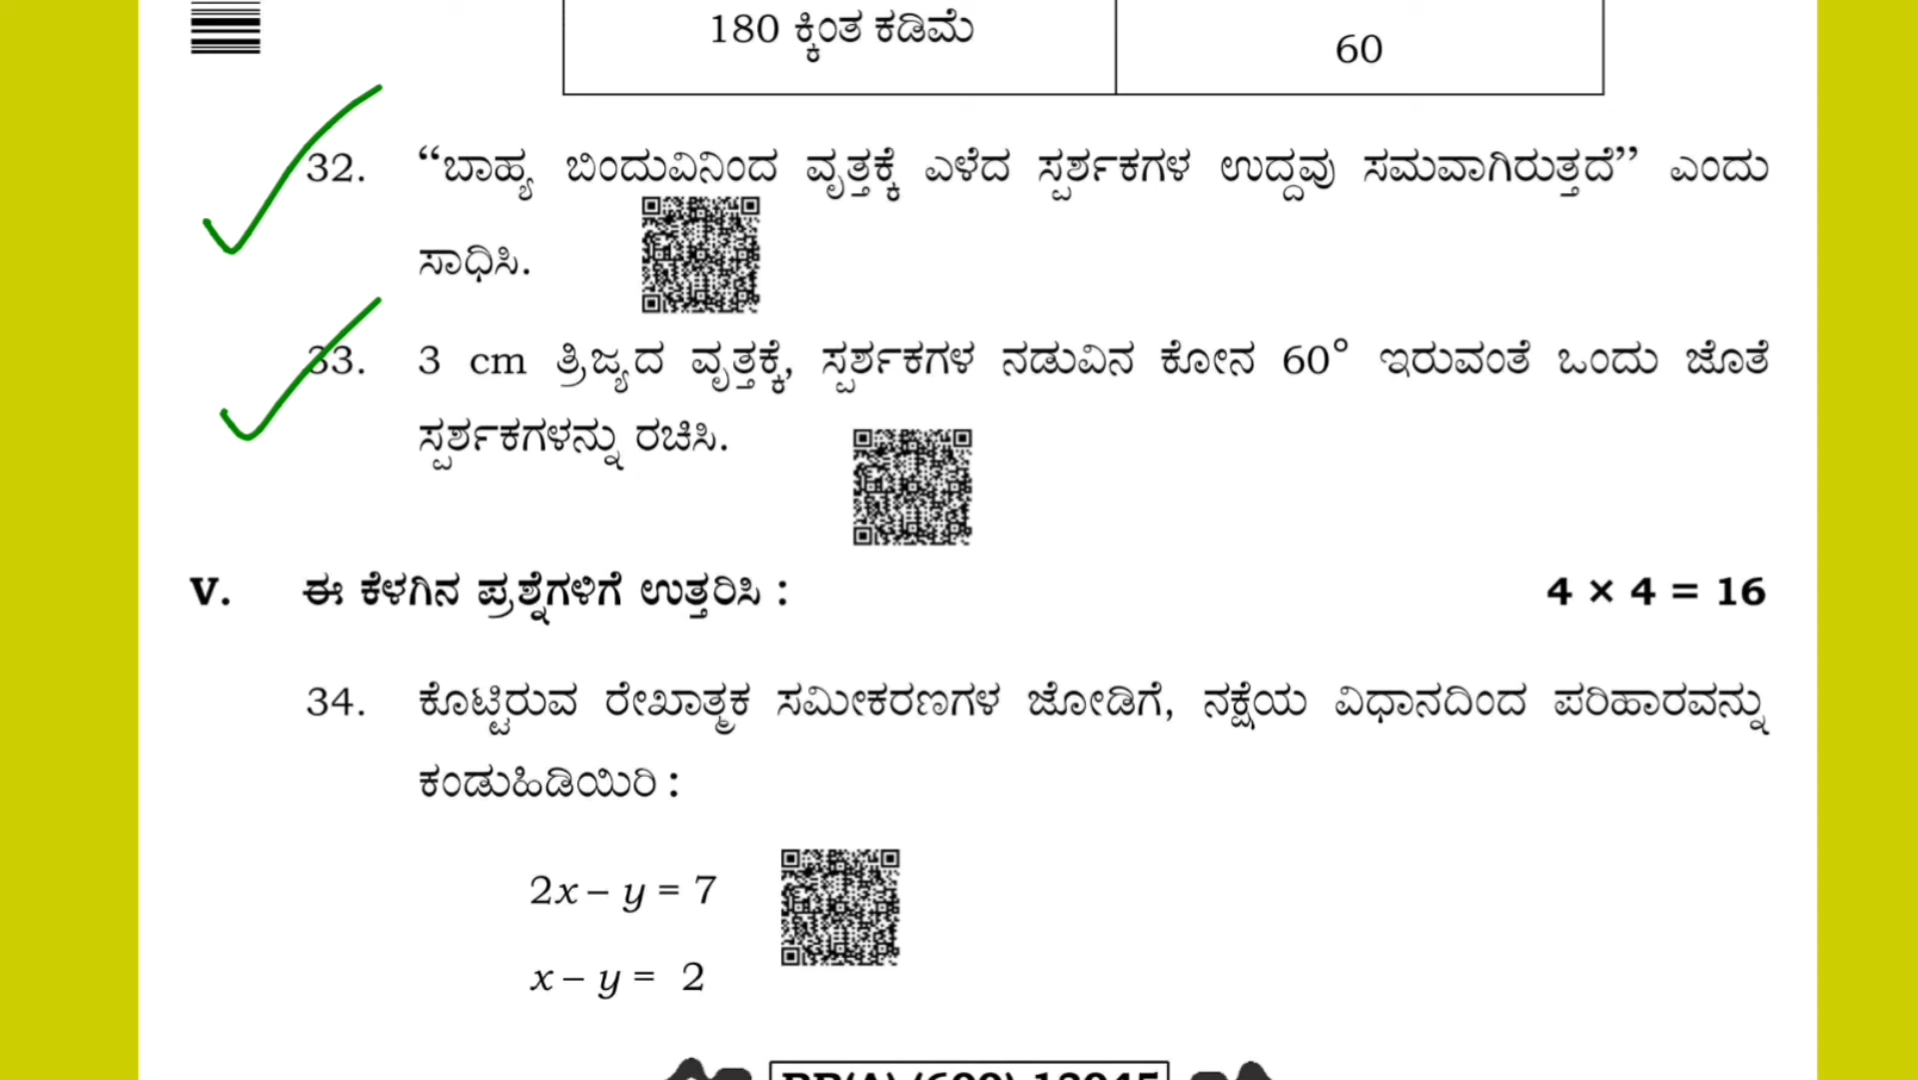 180 ಕ್ಕಿಂತ ಕಡಿಮೆ 60
32. “ಬಾಹ್ಯ ಬಿಂದುವಿನಿಂದ ವೃತ್ತಕ್ಕೆ ಎಳೆದ ಸ್ಪರ್ಶಕಗಳ ಉದ್ದವು ಸಮವಾಗಿರುತ್ತದೆ” ಎಂದು
ಸಾಧಿಸಿ.
33. 3 cm ತ್ರಿಜ್ಯದ ವೃತ್ತಕ್ಕೆ, ಸ್ಪರ್ಶಕಗಳ ನಡುವಿನ ಕೋನ 60° ಇರುವಂತೆ ಒಂದು ಜೊತೆ
ಸ್ಪರ್ಶಕಗಳನ್ನು ರಚಿಸಿ.
V. ಈ ಕೆಳಗಿನ ಪ್ರಶ್ನೆಗಳಿಗೆ ಉತ್ತರಿಸಿ : 4 × 4 = 16
34. ಕೊಟ್ಟಿರುವ ರೇಖಾತ್ಮಕ ಸಮೀಕರಣಗಳ ಜೋಡಿಗೆ, ನಕ್ಷೆಯ ವಿಧಾನದಿಂದ ಪರಿಹಾರವನ್ನು
ಕಂಡುಹಿಡಿಯಿರಿ :
2x – y = 7
x – y = 2